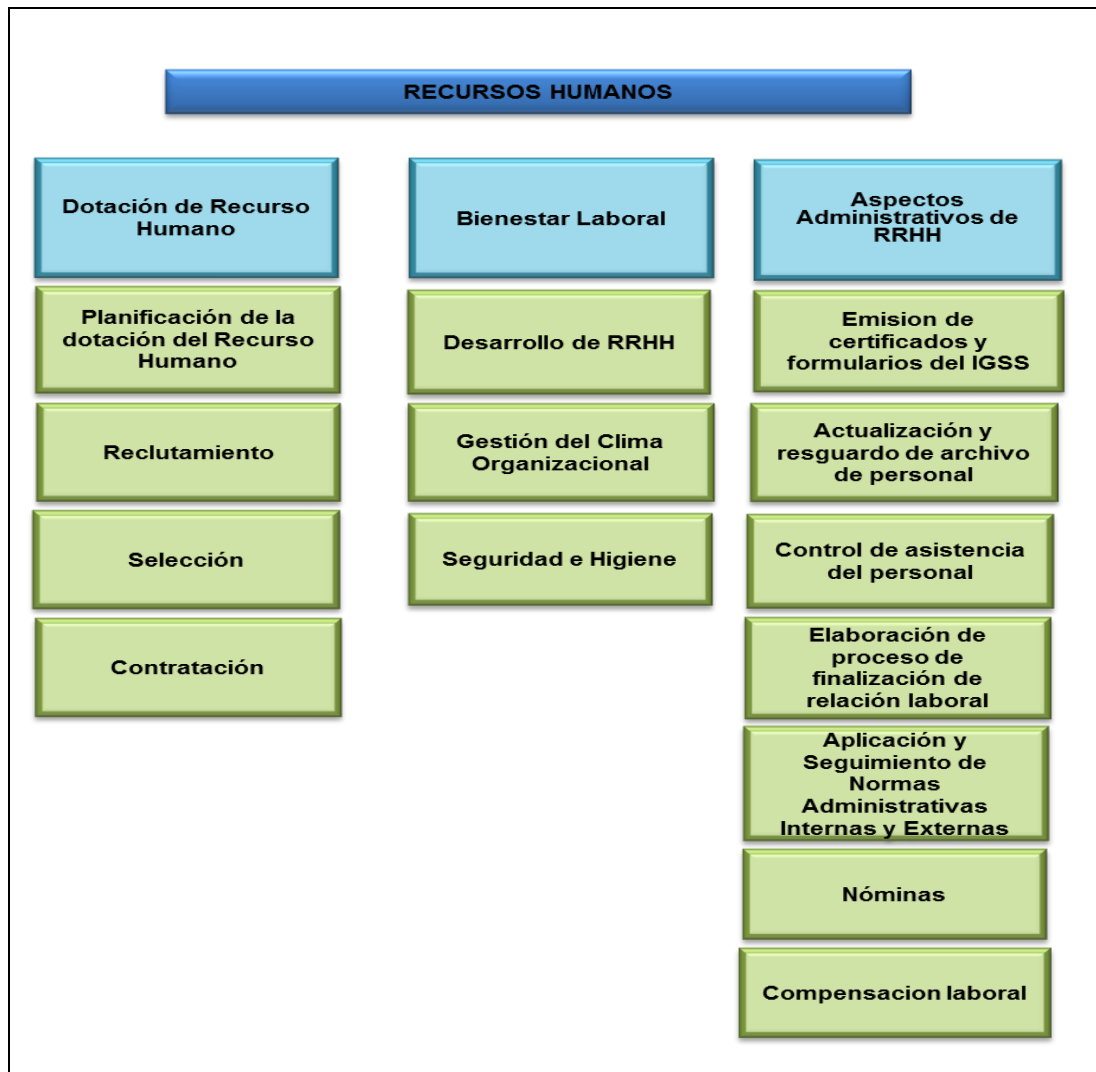 RECURSOS HUMANOS
Dotación de Recurso
Humano
Planificación de la
dotación del Recurso
Humano
Reclutamiento
Selección
Contratación
Bienestar Laboral
Desarrollo de RRHH
Gestión del Clima
Organizacional
Seguridad e Higiene
Aspectos
Administrativos de
RRHH
Emision de
certificados y
formularios del IGSS
Actualización y
resguardo de archivo
de personal
Control de asistencia
del personal
Elaboración de
proceso de
finalización de
relación laboral
Aplicación y
Seguimiento de
Normas
Administrativas
Internas y Externas
Nóminas
Compensacion laboral